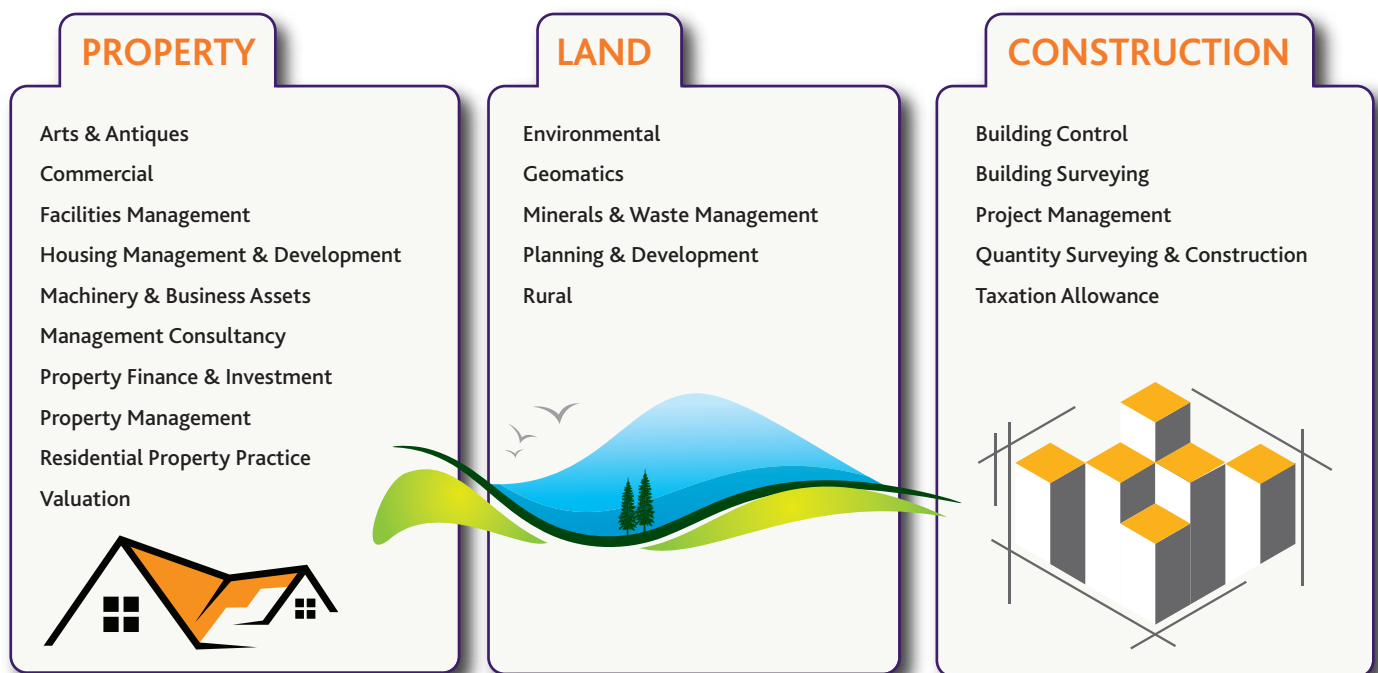 PROPERTY
Arts & Antiques
Commercial
Facilities Management
Housing Management & Development
Machinery & Business Assets
Management Consultancy
Property Finance & Investment
Property Management
Residential Property Practice
Valuation
LAND
Environmental
Geomatics
Minerals & Waste Management
Planning & Development
Rural
CONSTRUCTION
Building Control
Building Surveying
Project Management
Quantity Surveying & Construction
Taxation Allowance